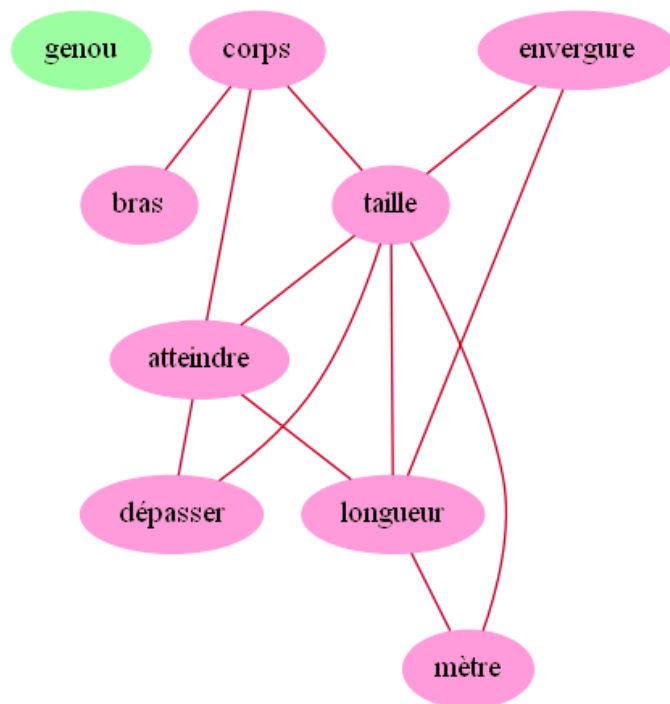 genou
corps
envergure
bras
taille
atteindre
dépasser
longueur
mètre